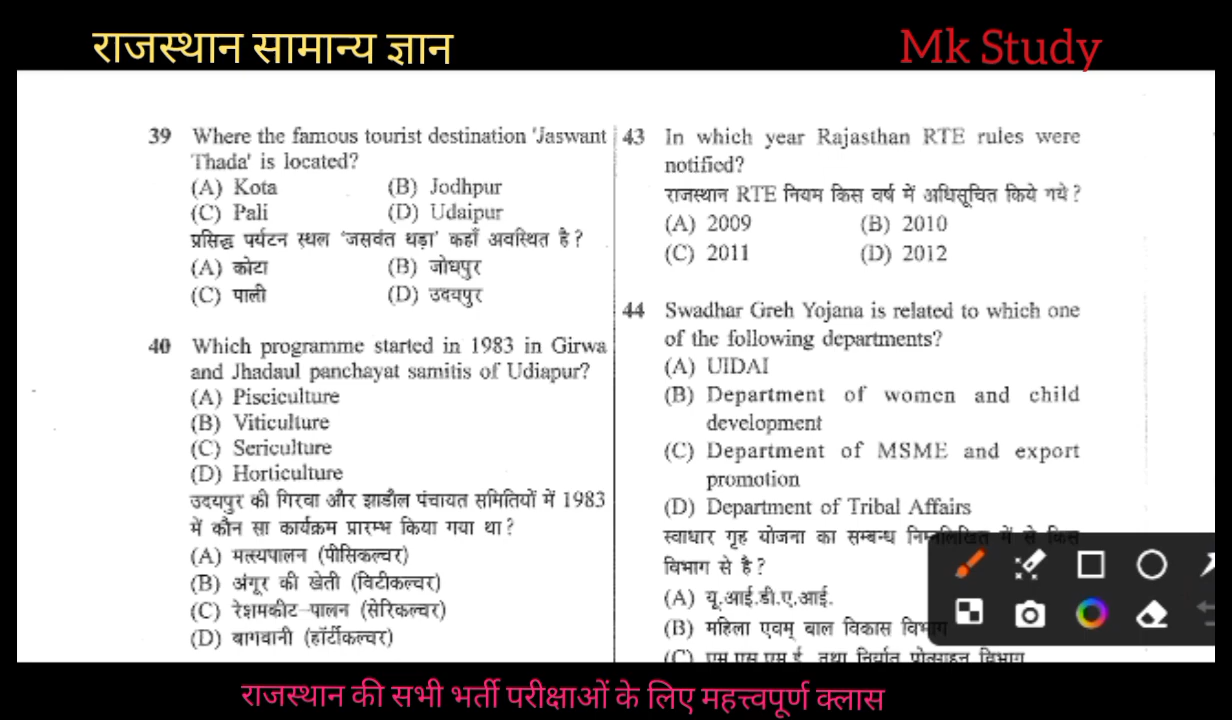 राजस्थान सामान्य ज्ञान
Mk Study
39 Where the famous tourist destination 'Jaswant
Thada' is located?
(A) Kota (B) Jodhpur
(C) Pali (D) Udaipur
प्रसिद्ध पर्यटन स्थल 'जसवंत थड़ा' कहाँ अवस्थित है ?
(A) कोटा (B) जोधपुर
(C) पाली (D) उदयपुर
40 Which programme started in 1983 in Girwa
and Jhadaul panchayat samitis of Udiapur?
(A) Pisciculture
(B) Viticulture
(C) Sericulture
(D) Horticulture
उदयपुर की गिरवा और झाडौल पंचायत समितियों में 1983
में कौन सा कार्यक्रम प्रारम्भ किया गया था ?
(A) मत्स्यपालन (पीसिकल्चर)
(B) अंगूर की खेती (विटीकल्चर)
(C) रेशमकीट-पालन (सेरिकल्चर)
(D) बागवानी (हॉर्टीकल्चर)
43 In which year Rajasthan RTE rules were
notified?
राजस्थान RTE नियम किस वर्ष में अधिसूचित किये गये ?
(A) 2009 (B) 2010
(C) 2011 (D) 2012
44 Swadhar Greh Yojana is related to which one
of the following departments?
(A) UIDAI
(B) Department of women and child
development
(C) Department of MSME and export
promotion
(D) Department of Tribal Affairs
स्वाधार गृह योजना का सम्बन्ध निम्नलिखित में से किस
विभाग से है ?
(A) यू.आई.डी.ए.आई.
(B) महिला एवम् बाल विकास विभाग
(C) एम.एस.एम.ई. तथा निर्यात प्रोत्साहन विभाग
राजस्थान की सभी भर्ती परीक्षाओं के लिए महत्त्वपूर्ण क्लास